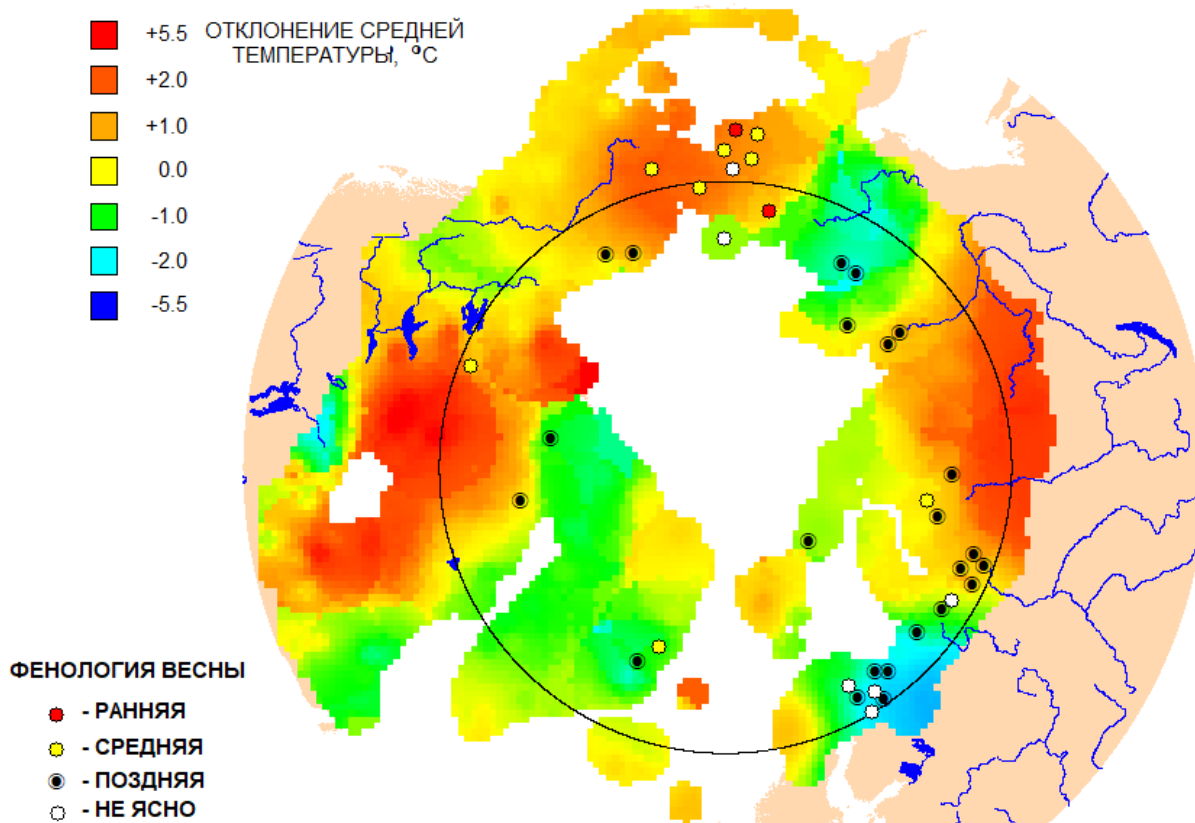 +5.5
ОТКЛОНЕНИЕ СРЕДНЕЙ
ТЕМПЕРАТУРЫ, °C
+2.0
+1.0
0.0
-1.0
-2.0
-5.5
ФЕНОЛОГИЯ ВЕСНЫ
- РАННЯЯ
- СРЕДНЯЯ
- ПОЗДНЯЯ
- НЕ ЯСНО